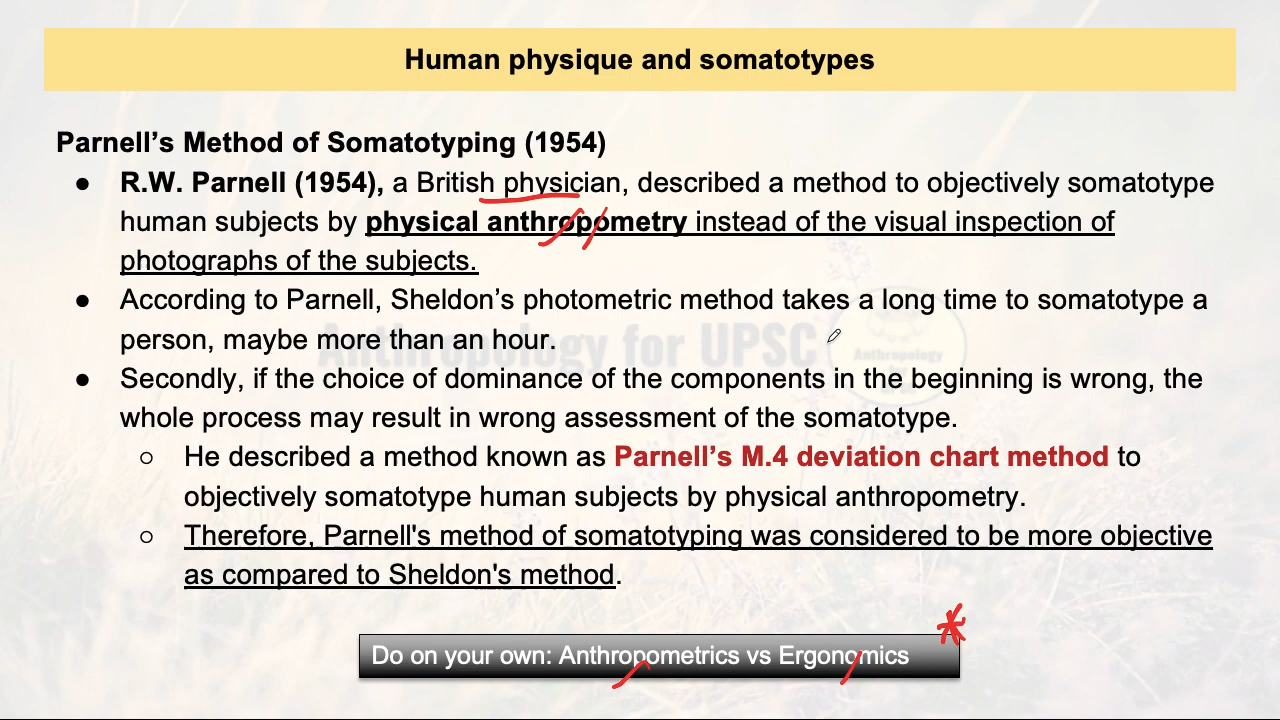 Human physique and somatotypes
Parnell’s Method of Somatotyping (1954)
● R.W. Parnell (1954), a British physician, described a method to objectively somatotype
human subjects by physical anthropometry instead of the visual inspection of
photographs of the subjects.
● According to Parnell, Sheldon’s photometric method takes a long time to somatotype a
person, maybe more than an hour.
Anthropology for UPSC
Anthropology
● Secondly, if the choice of dominance of the components in the beginning is wrong, the
whole process may result in wrong assessment of the somatotype.
○ He described a method known as Parnell’s M.4 deviation chart method to
objectively somatotype human subjects by physical anthropometry.
○ Therefore, Parnell's method of somatotyping was considered to be more objective
as compared to Sheldon's method.
Do on your own: Anthropometrics vs Ergonomics